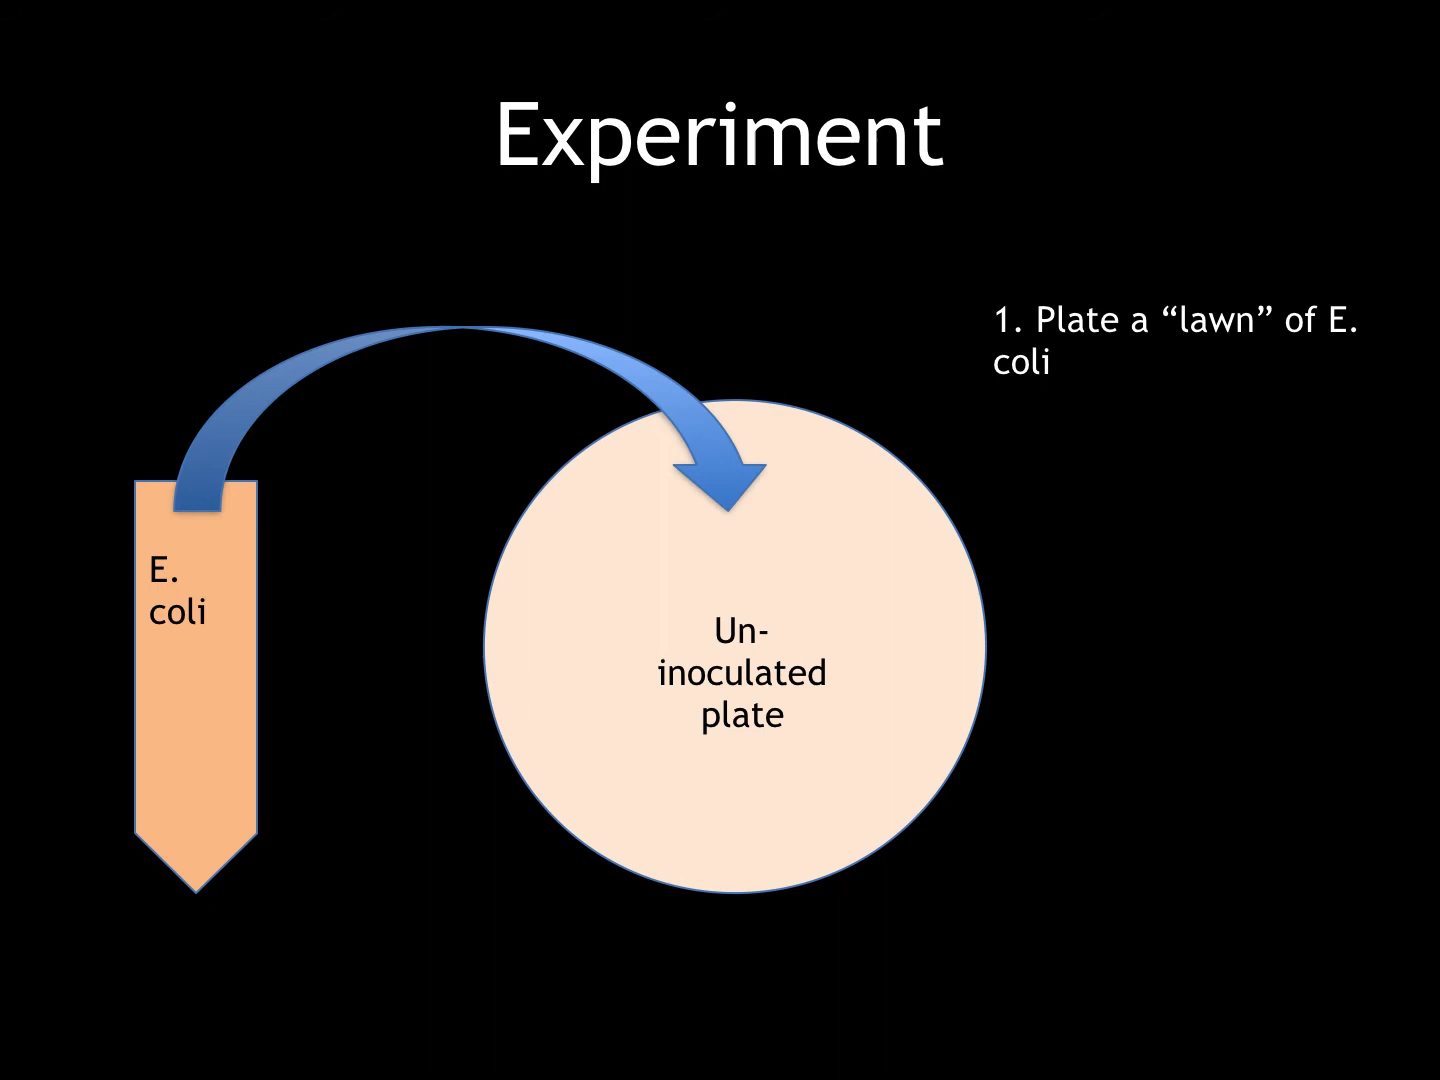 Experiment
1. Plate a “lawn” of E.
coli
E.
coli
Un-
inoculated
plate